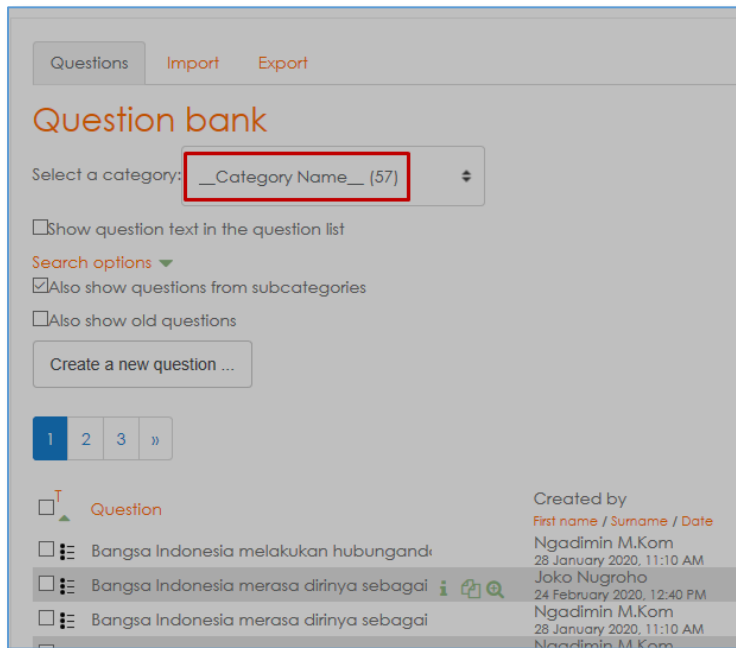 Questions Import Export
Question bank
Select a category: __Category Name__ (57)
Show question text in the question list
Search options
Also show questions from subcategories
Also show old questions
Create a new question ...
1 2 3 »
T Question Created by
First name / Surname / Date
Bangsa Indonesia melakukan hubungand Ngadimin M.Kom
28 January 2020, 11:10 AM
Bangsa Indonesia merasa dirinya sebagai Joko Nugroho
24 February 2020, 12:40 PM
Bangsa Indonesia merasa dirinya sebagai Ngadimin M.Kom
28 January 2020, 11:10 AM
Ngadimin M.Kom